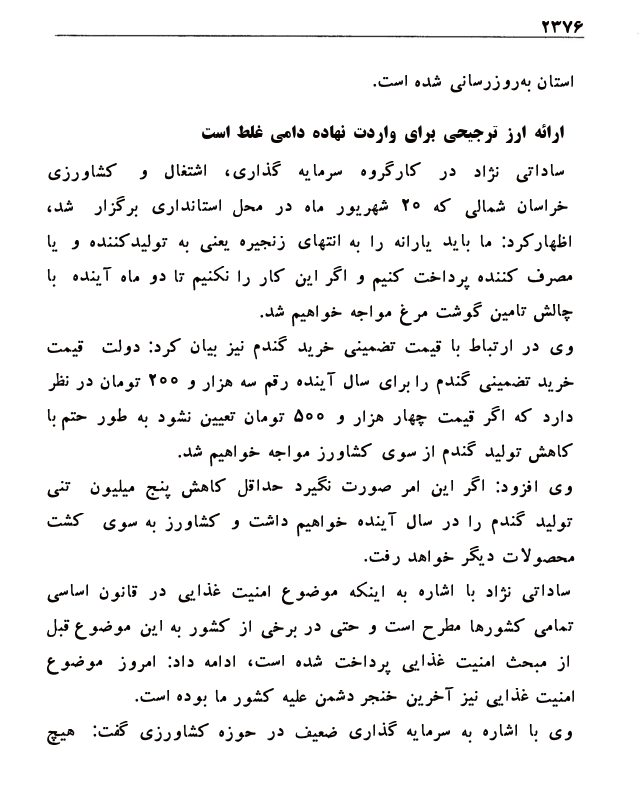 ۲۳۷۶
استان به‌روزرسانی شده است.
ارائه ارز ترجیحی برای واردت نهاده دامی غلط است
ساداتی نژاد در کارگروه سرمایه گذاری، اشتغال و کشاورزی
خراسان شمالی که ۲۰ شهریور ماه در محل استانداری برگزار شد،
اظهارکرد: ما باید یارانه را به انتهای زنجیره یعنی به تولیدکننده و یا
مصرف کننده پرداخت کنیم و اگر این کار را نکنیم تا دو ماه آینده با
چالش تامین گوشت مرغ مواجه خواهیم شد.
وی در ارتباط با قیمت تضمینی خرید گندم نیز بیان کرد: دولت قیمت
خرید تضمینی گندم را برای سال آینده رقم سه هزار و ۲۰۰ تومان در نظر
دارد که اگر قیمت چهار هزار و ۵۰۰ تومان تعیین نشود به طور حتم با
کاهش تولید گندم از سوی کشاورز مواجه خواهیم شد.
وی افزود: اگر این امر صورت نگیرد حداقل کاهش پنج میلیون تنی
تولید گندم را در سال آینده خواهیم داشت و کشاورز به سوی کشت
محصولات دیگر خواهد رفت.
ساداتی نژاد با اشاره به اینکه موضوع امنیت غذایی در قانون اساسی
تمامی کشورها مطرح است و حتی در برخی از کشور به این موضوع قبل
از مبحث امنیت غذایی پرداخت شده است، ادامه داد: امروز موضوع
امنیت غذایی نیز آخرین خنجر دشمن علیه کشور ما بوده است.
وی با اشاره به سرمایه گذاری ضعیف در حوزه کشاورزی گفت: هیچ